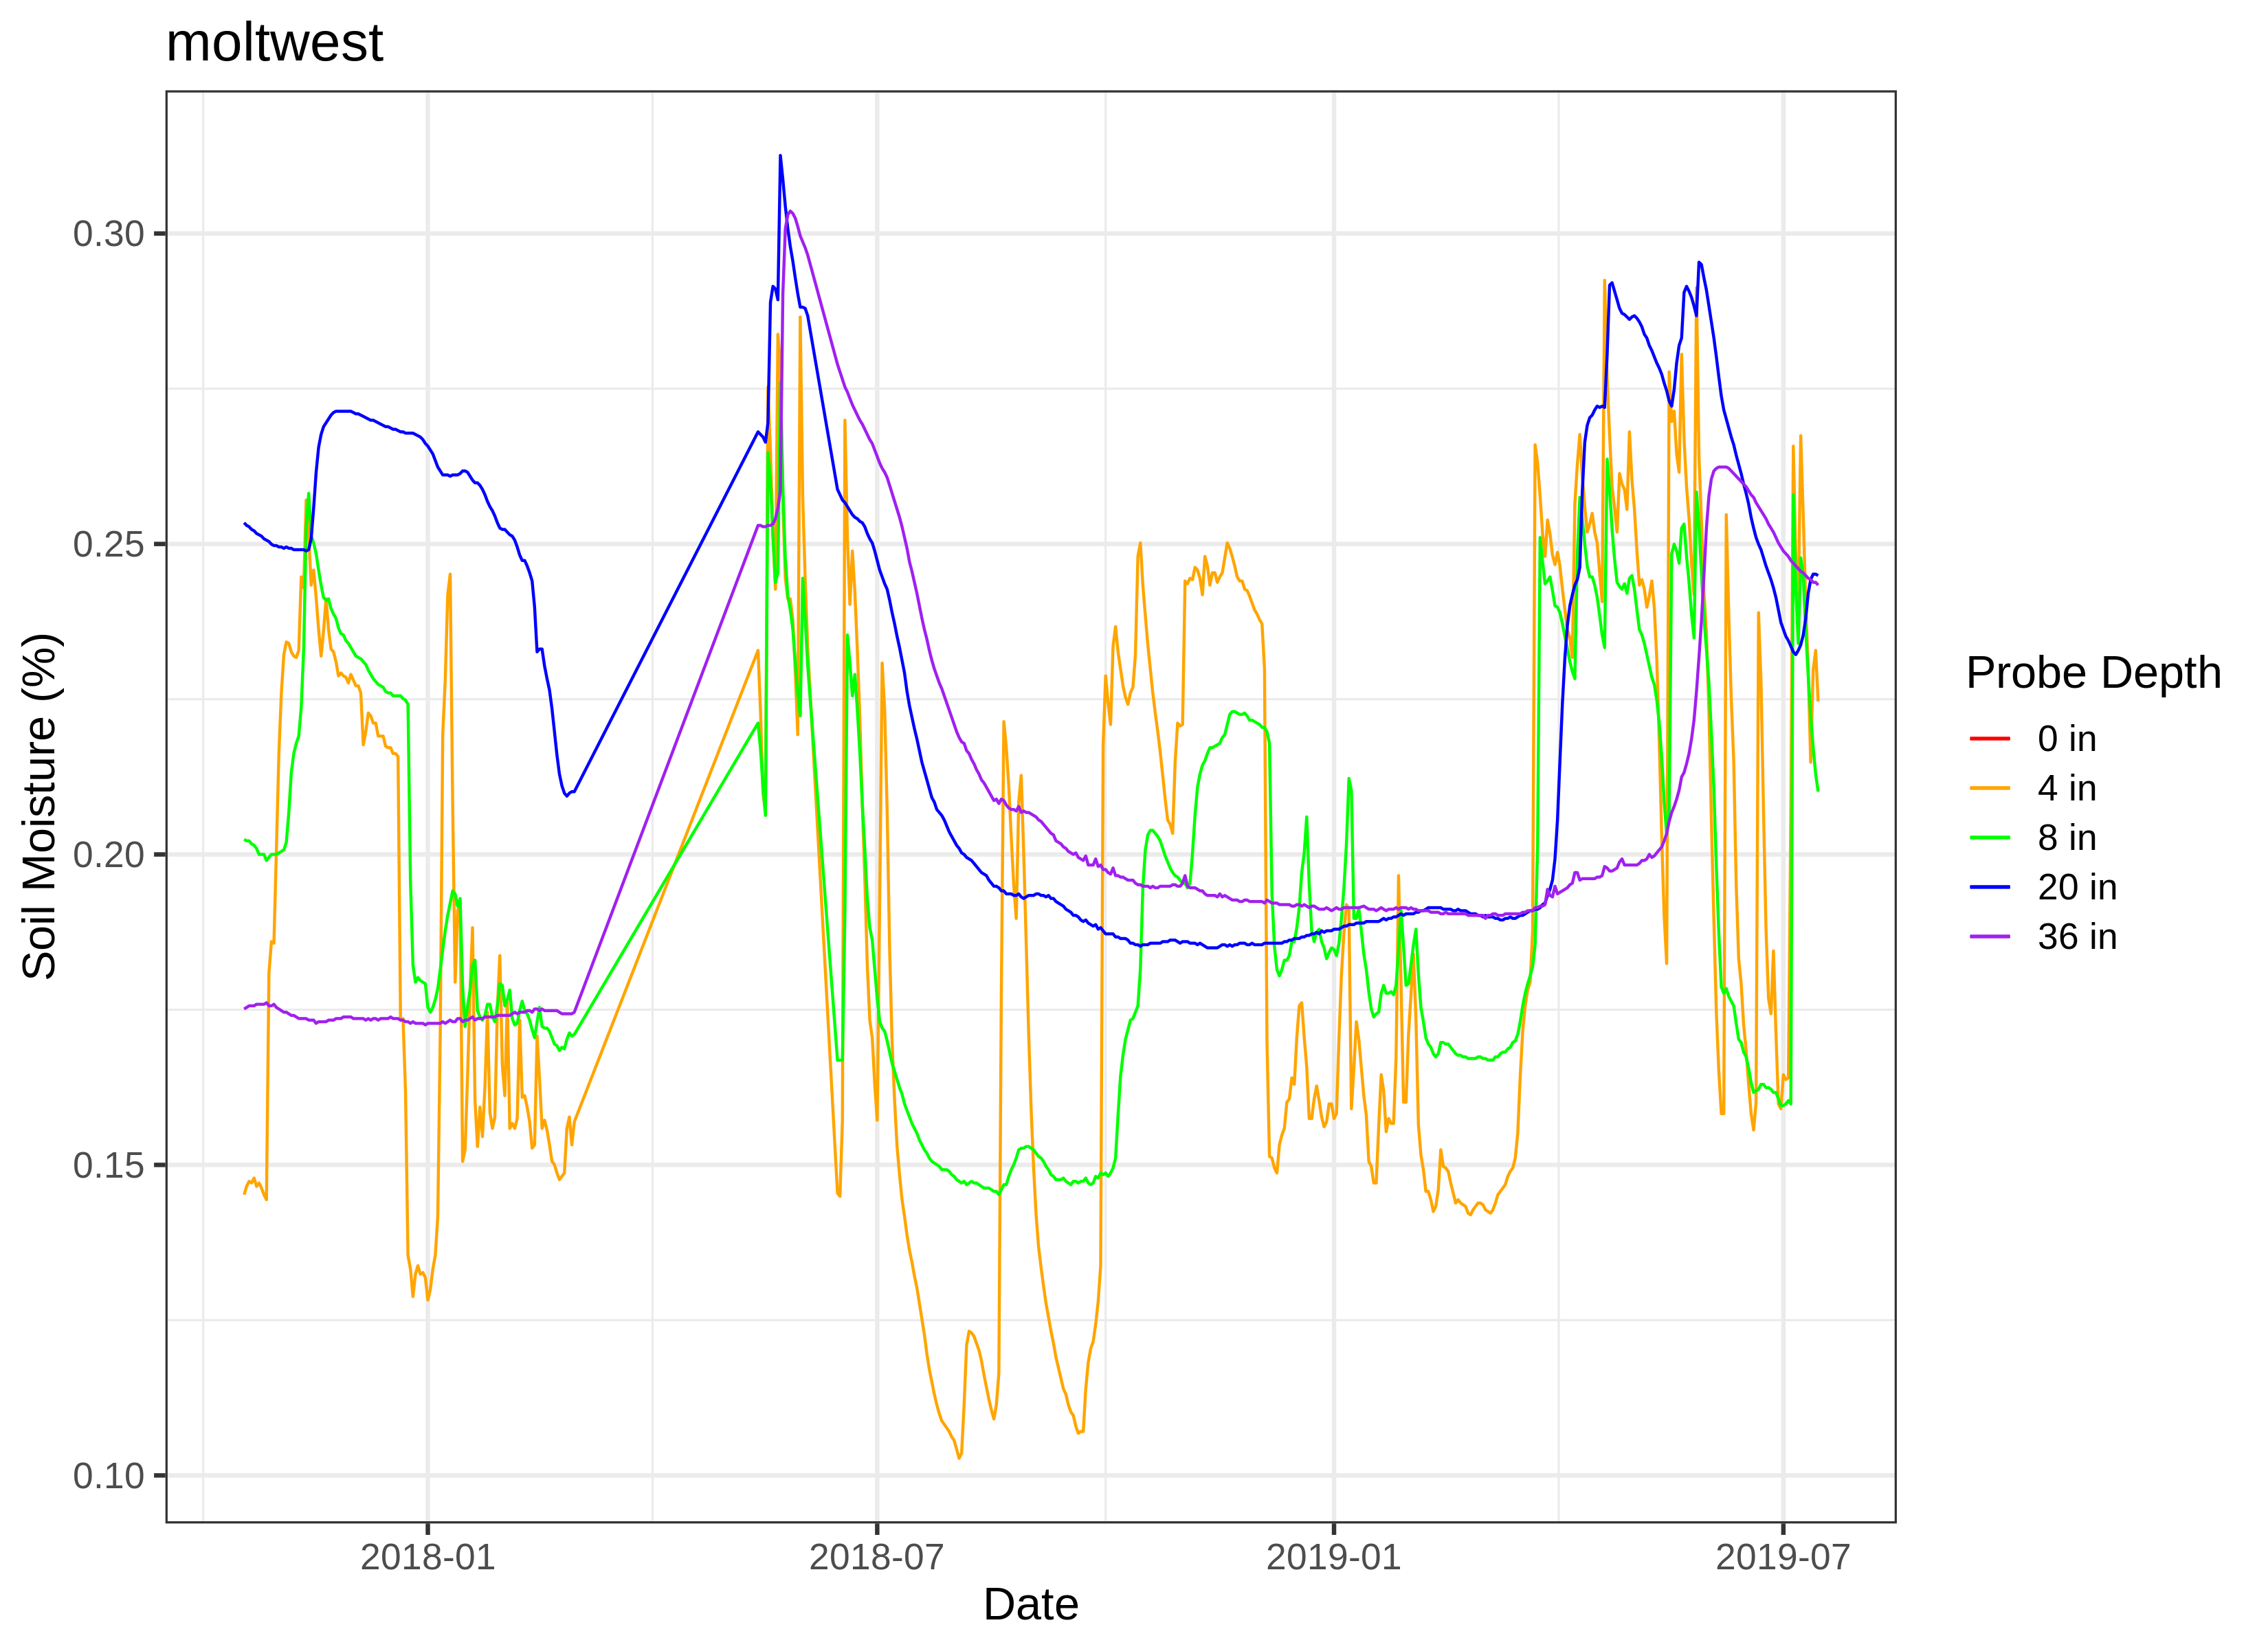 moltwest
Soil Moisture (%)
0.30
0.25
0.20
0.15
0.10
2018-01 2018-07 2019-01 2019-07
Date
Probe Depth
0 in
4 in
8 in
20 in
36 in